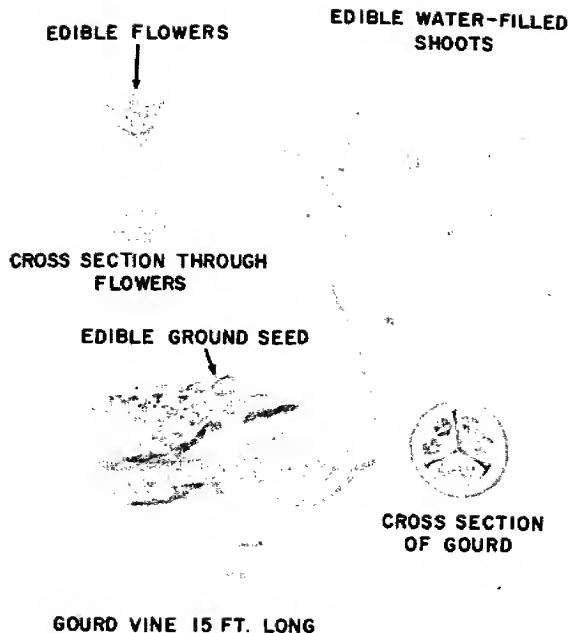 EDIBLE FLOWERS
EDIBLE WATER-FILLED
SHOOTS
CROSS SECTION THROUGH
FLOWERS
EDIBLE GROUND SEED
CROSS SECTION
OF GOURD
GOURD VINE 15 FT. LONG